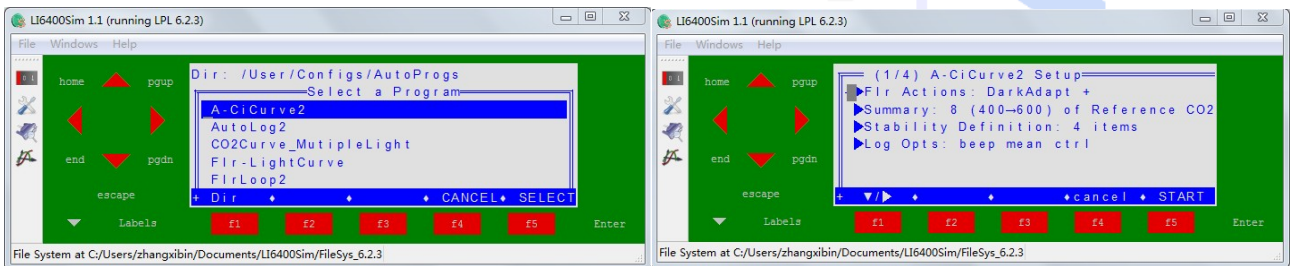 LI6400Sim 1.1 (running LPL 6.2.3)
File Windows Help
Dir: /User/Configs/AutoProgs
Select a Program
A-CiCurve2
AutoLog2
CO2Curve_MutipleLight
Flr-LightCurve
FlrLoop2
+ Dir CANCEL SELECT
home pgup
end pgdn
escape
Labels f1 f2 f3 f4 f5 Enter
File System at C:/Users/zhangxibin/Documents/LI6400Sim/FileSys_6.2.3
LI6400Sim 1.1 (running LPL 6.2.3)
File Windows Help
(1/4) A-CiCurve2 Setup
Flr Actions: DarkAdapt +
Summary: 8 (400→600) of Reference CO2
Stability Definition: 4 items
Log Opts: beep mean ctrl
+ ▼/▶ cancel START
home pgup
end pgdn
escape
Labels f1 f2 f3 f4 f5 Enter
File System at C:/Users/zhangxibin/Documents/LI6400Sim/FileSys_6.2.3